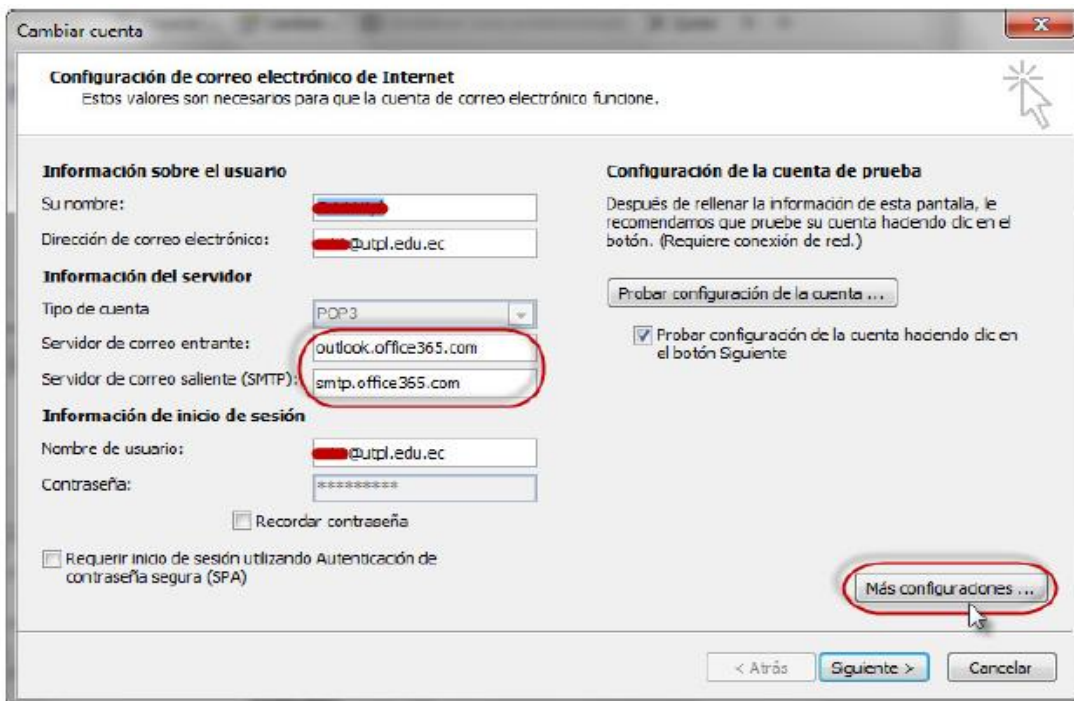 Cambiar cuenta
x
Configuración de correo electrónico de Internet
Estos valores son necesarios para que la cuenta de correo electrónico funcione.
Información sobre el usuario
Su nombre:
Dirección de correo electrónico:
@utpl.edu.ec
Información del servidor
Tipo de cuenta
POP3
Servidor de correo entrante:
outlook.office365.com
Servidor de correo saliente (SMTP):
smtp.office365.com
Información de inicio de sesión
Nombre de usuario:
@utpl.edu.ec
Contraseña:
*********
Recordar contraseña
Requerir inicio de sesión utilizando Autenticación de
contraseña segura (SPA)
Configuración de la cuenta de prueba
Después de rellenar la información de esta pantalla, le
recomendamos que pruebe su cuenta haciendo clic en el
botón. (Requiere conexión de red.)
Probar configuración de la cuenta ...
Probar configuración de la cuenta haciendo clic en
el botón Siguiente
Más configuraciones ...
< Atrás
Siguiente >
Cancelar